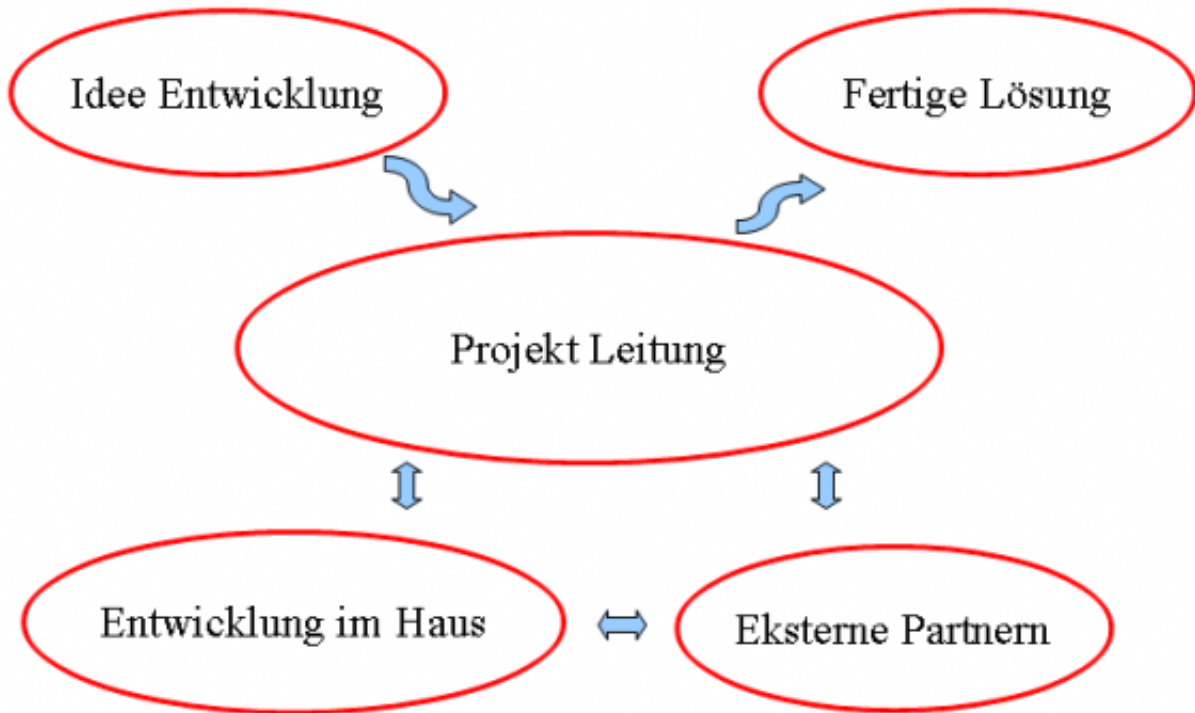 Idee Entwicklung
Fertige Lösung
Projekt Leitung
Entwicklung im Haus
Eksterne Partnern